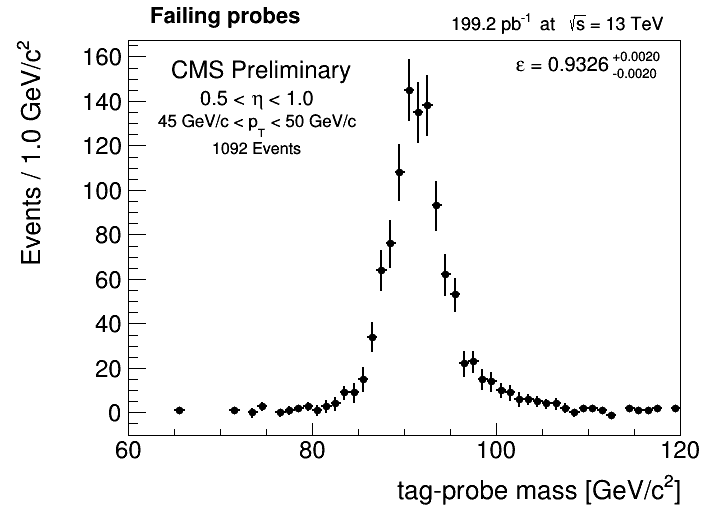 Failing probes
199.2 pb⁻¹ at √s = 13 TeV
CMS Preliminary
0.5 < η < 1.0
45 GeV/c < p_T < 50 GeV/c
1092 Events
ε = 0.9326 +0.0020 -0.0020
Events / 1.0 GeV/c²
160
140
120
100
80
60
40
20
0
60 80 100 120
tag-probe mass [GeV/c²]